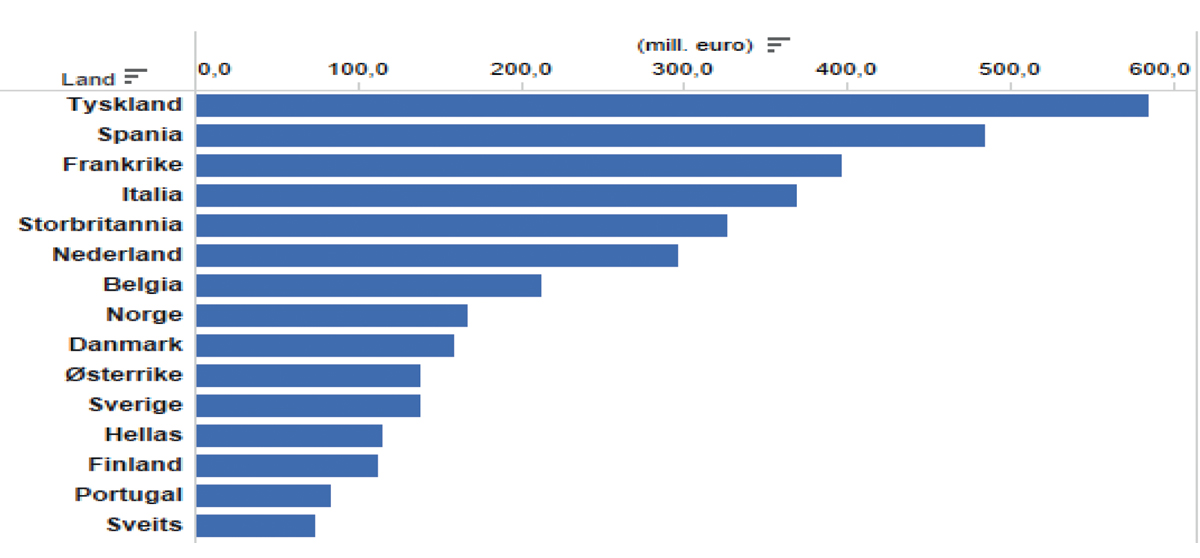 (mill. euro)
Land
0,0 100,0 200,0 300,0 400,0 500,0 600,0
Tyskland
Spania
Frankrike
Italia
Storbritannia
Nederland
Belgia
Norge
Danmark
Østerrike
Sverige
Hellas
Finland
Portugal
Sveits